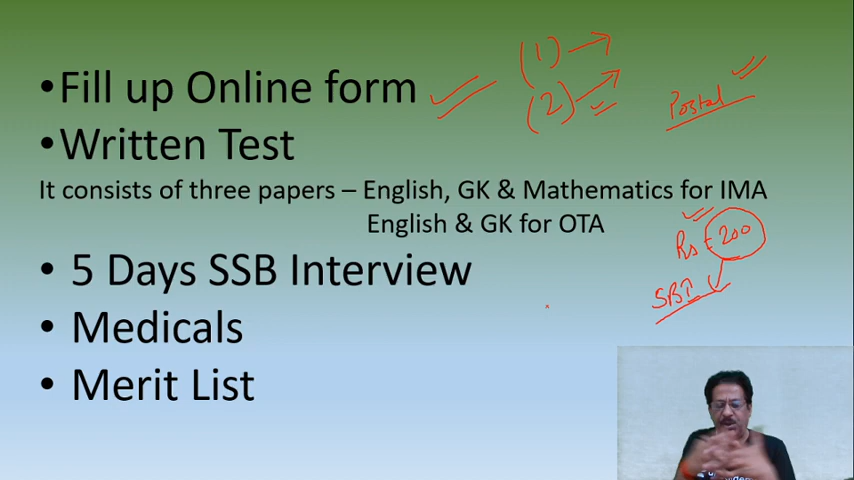 •Fill up Online form
(1)
(2)
Postal
•Written Test
It consists of three papers – English, GK & Mathematics for IMA
English & GK for OTA
Rs - 200
• 5 Days SSB Interview
SBI
• Medicals
• Merit List